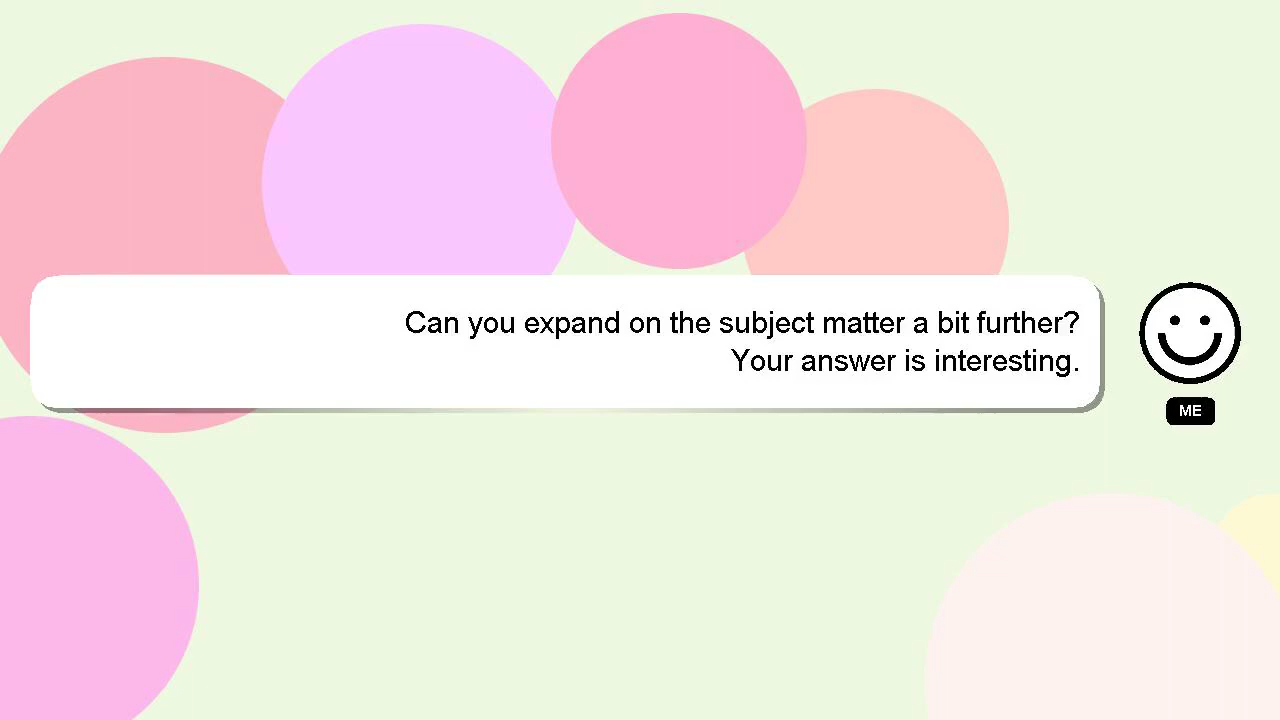 Can you expand on the subject matter a bit further?
Your answer is interesting.
ME